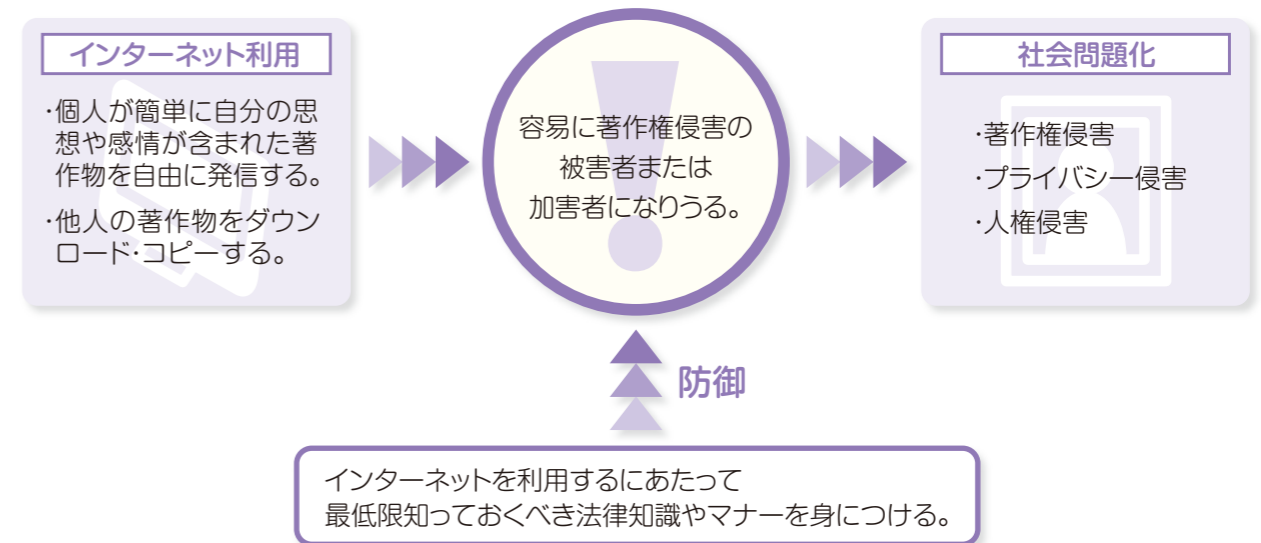 インターネット利用
・個人が簡単に自分の思
想や感情が含まれた著
作物を自由に発信する。
・他人の著作物をダウン
ロード・コピーする。
容易に著作権侵害の
被害者または
加害者になりうる。
社会問題化
・著作権侵害
・プライバシー侵害
・人権侵害
防御
インターネットを利用するにあたって
最低限知っておくべき法律知識やマナーを身につける。